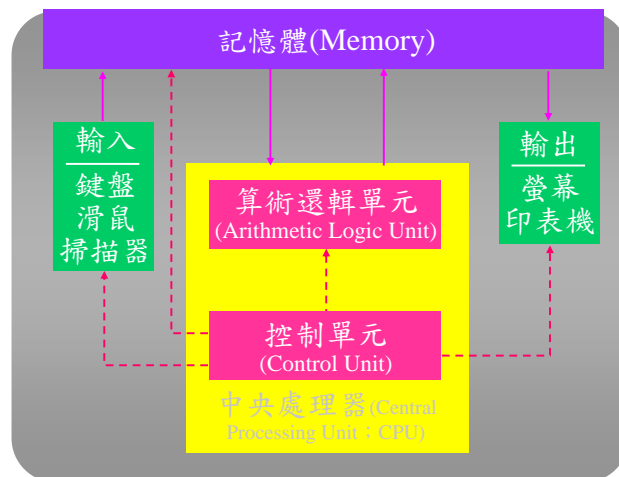 記憶體(Memory)
輸入
鍵盤
滑鼠
掃描器
算術還輯單元
(Arithmetic Logic Unit)
輸出
螢幕
印表機
控制單元
(Control Unit)
中央處理器(Central
Processing Unit；CPU)